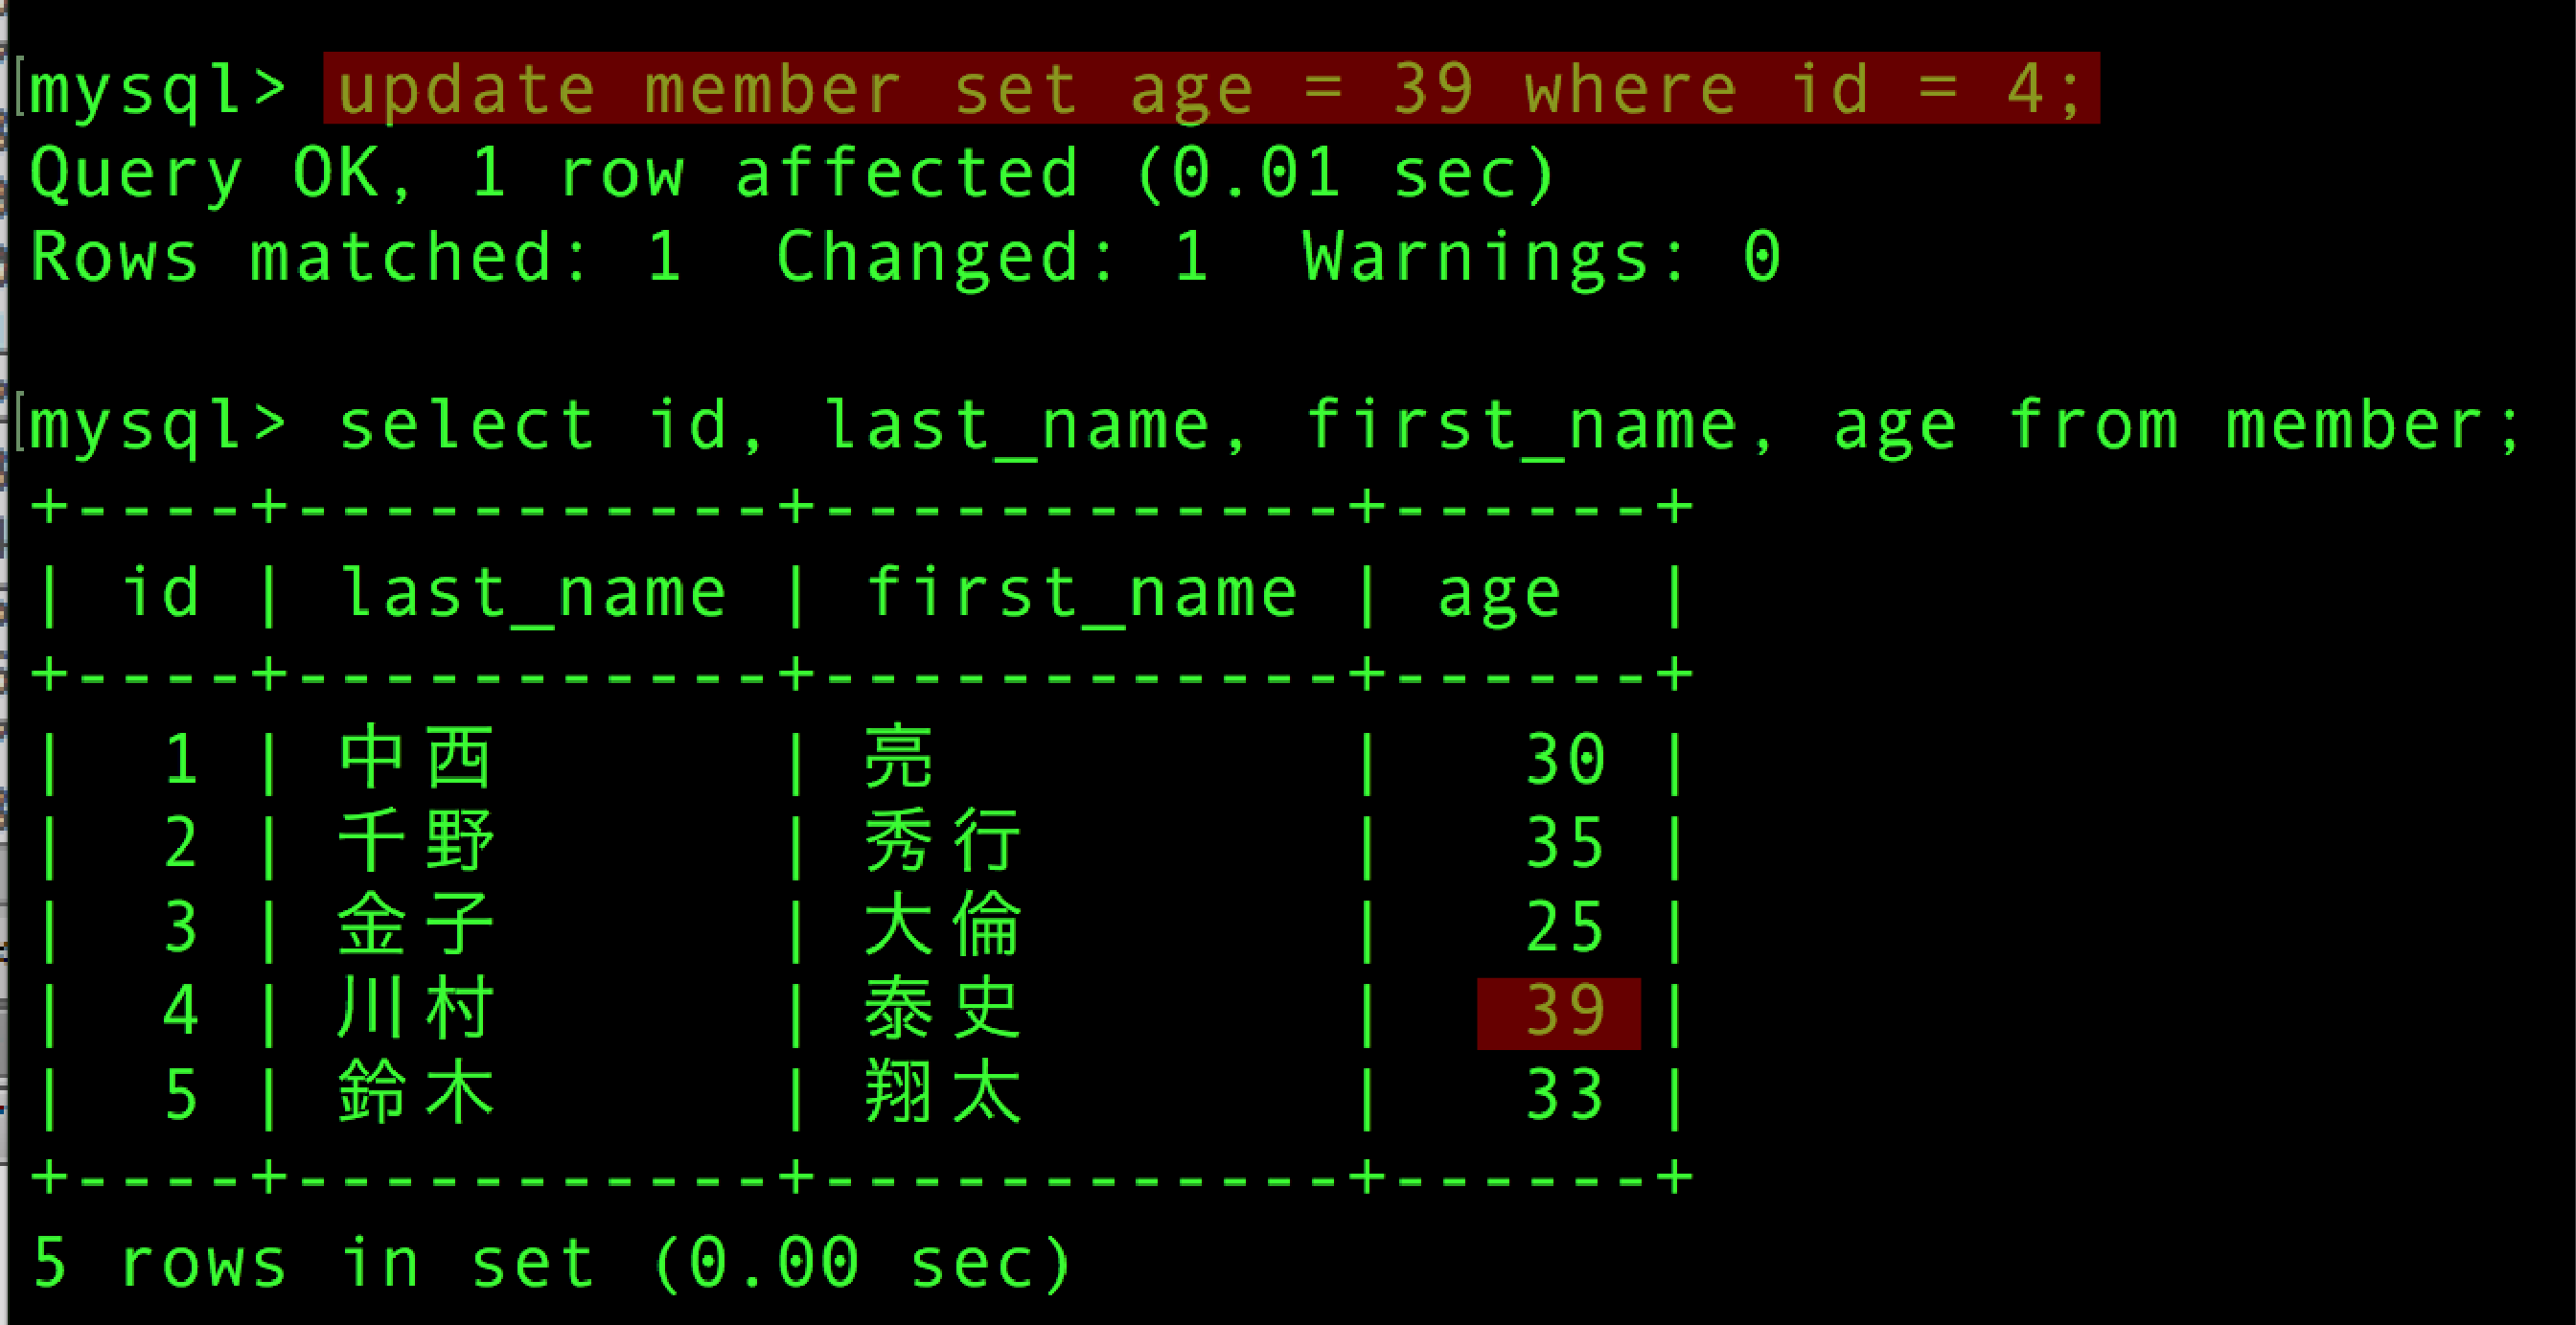 mysql> update member set age = 39 where id = 4;
Query OK, 1 row affected (0.01 sec)
Rows matched: 1  Changed: 1  Warnings: 0
mysql> select id, last_name, first_name, age from member;
+----+-----------+------------+------+
| id | last_name | first_name | age  |
+----+-----------+------------+------+
|  1 | 中西      | 亮         |   30 |
|  2 | 千野      | 秀行       |   35 |
|  3 | 金子      | 大倫       |   25 |
|  4 | 川村      | 泰史       |   39 |
|  5 | 鈴木      | 翔太       |   33 |
+----+-----------+------------+------+
5 rows in set (0.00 sec)